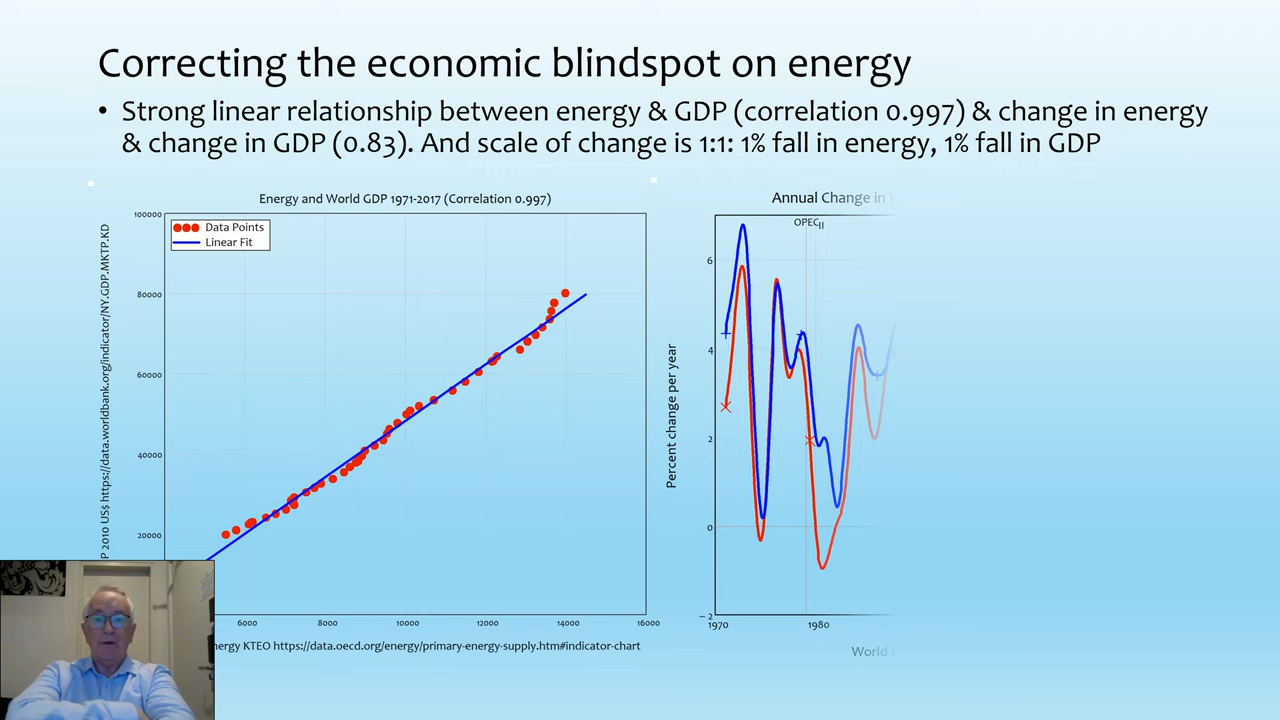 Correcting the economic blindspot on energy
• Strong linear relationship between energy & GDP (correlation 0.997) & change in energy
& change in GDP (0.83). And scale of change is 1:1: 1% fall in energy, 1% fall in GDP
Energy and World GDP 1971-2017 (Correlation 0.997)
100000
80000
60000
40000
20000
Data Points
Linear Fit
P 2010 US$ https://data.worldbank.org/indicator/NY.GDP.MKTP.KD
6000
8000
10000
12000
14000
16000
nergy KTEO https://data.oecd.org/energy/primary-energy-supply.htm#indicator-chart
Annual Change in
OPEC II
6
4
2
0
−2
Percent change per year
1970
1980
World